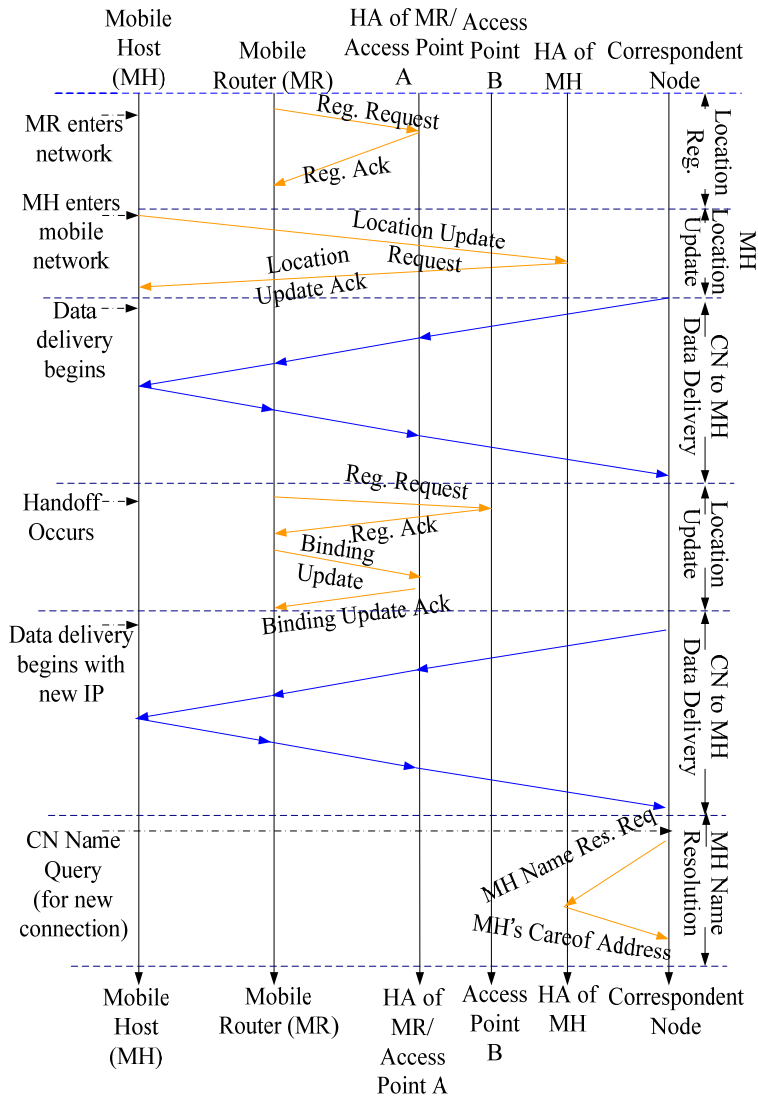 Mobile
Host
(MH)
Mobile
Router (MR)
HA of MR/
Access Point
A
Access
Point
B
HA of
MH
Correspondent
Node
MR enters
network
Reg. Request
Reg. Ack
Location
Reg.
MH enters
mobile
network
Location Update
Request
Location
Update Ack
MH
Location
Update
Data
delivery
begins
CN to MH
Data Delivery
Handoff
Occurs
Reg. Request
Reg. Ack
Binding
Update
Binding Update Ack
Location
Update
Data delivery
begins with
new IP
CN to MH
Data Delivery
CN Name
Query
(for new
connection)
MH Name Res. Req
MH's Careof Address
MH Name
Resolution
Mobile
Host
(MH)
Mobile
Router (MR)
HA of
MR/
Access
Point A
Access
Point
B
HA of
MH
Correspondent
Node